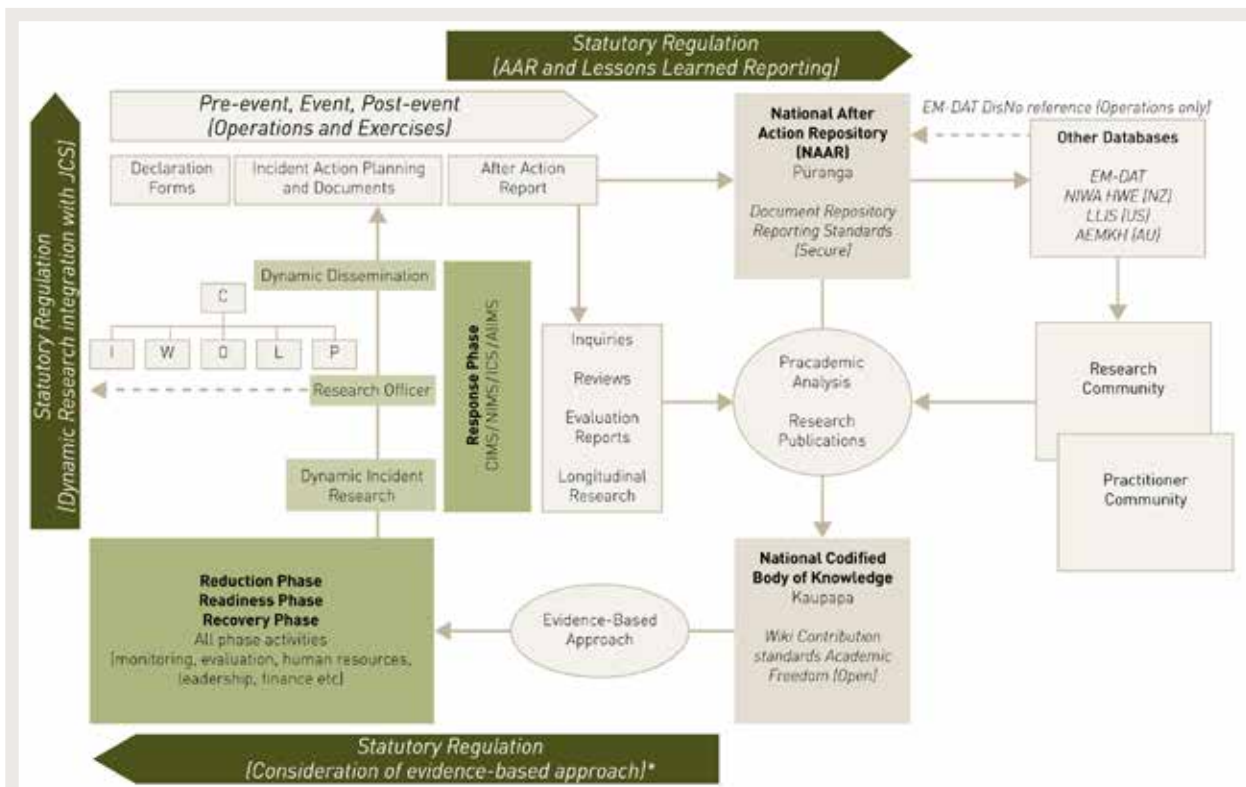 Statutory Regulation
(AAR and Lessons Learned Reporting)
Statutory Regulation
(Dynamic Research integration with JCS)
Pre-event, Event, Post-event
(Operations and Exercises)
Declaration
Forms
Incident Action Planning
and Documents
After Action
Report
National After
Action Repository
(NAAR)
Pūranga
Document Repository
Reporting Standards
(Secure)
EM-DAT DisNo reference (Operations only)
Other Databases
EM-DAT
NIWA HWE (NZ)
LLIS (US)
AEMKH (AU)
Dynamic Dissemination
C
I
W
O
L
P
Research Officer
Dynamic Incident
Research
Response Phase
CIMS/NIMS/ICS/AIIMS
Inquiries
Reviews
Evaluation
Reports
Longitudinal
Research
Pracademic
Analysis
Research
Publications
Research
Community
Practitioner
Community
Reduction Phase
Readiness Phase
Recovery Phase
All phase activities
(monitoring, evaluation, human resources,
leadership, finance etc)
Evidence-Based
Approach
National Codified
Body of Knowledge
Kaupapa
Wiki Contribution
standards Academic
Freedom (Open)
Statutory Regulation
(Consideration of evidence-based approach)*